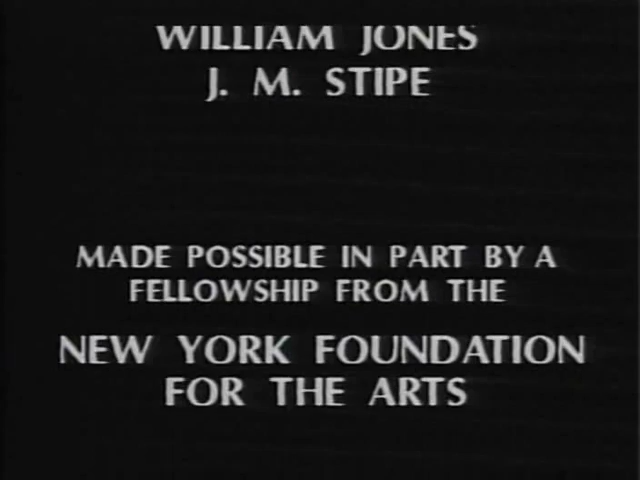 WILLIAM JONES
J. M. STIPE
MADE POSSIBLE IN PART BY A
FELLOWSHIP FROM THE
NEW YORK FOUNDATION
FOR THE ARTS